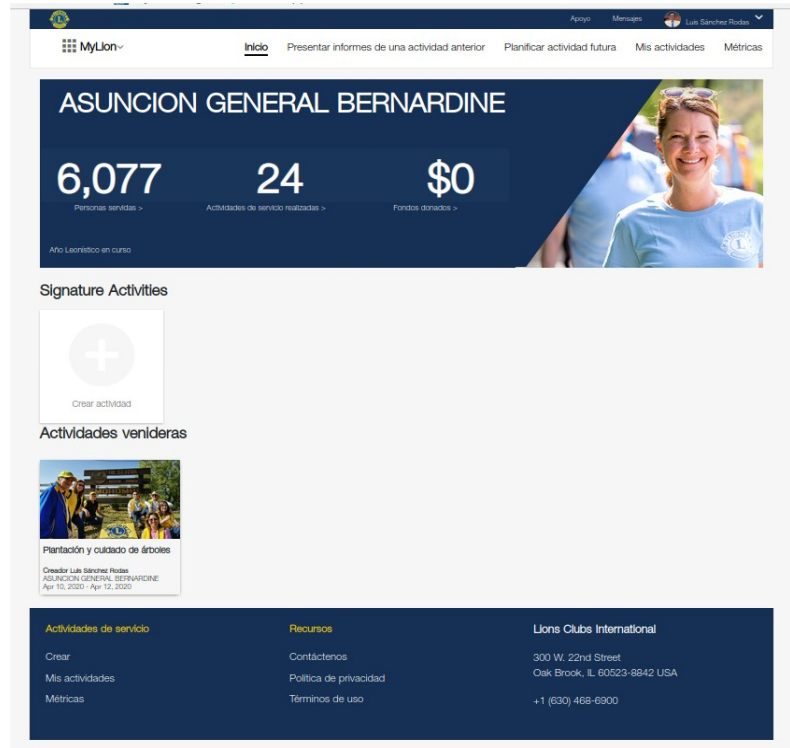 Apoyo Mensajes Luis Sánchez Rodas
MyLion
Inicio Presentar informes de una actividad anterior Planificar actividad futura Mis actividades Métricas
ASUNCION GENERAL BERNARDINE
6,077 24 $0
Personas servidas > Actividades de servicio realizadas > Fondos donados >
Año Leonístico en curso
Signature Activities
Crear actividad
Actividades venideras
Plantación y cuidado de árboles
Creador Luis Sánchez Rodas
ASUNCION GENERAL BERNARDINE
Apr 10, 2020 - Apr 12, 2020
Actividades de servicio Recursos Lions Clubs International
Crear Contáctenos 300 W. 22nd Street
Oak Brook, IL 60523-8842 USA
Mis actividades Política de privacidad
Métricas Términos de uso +1 (630) 468-6900